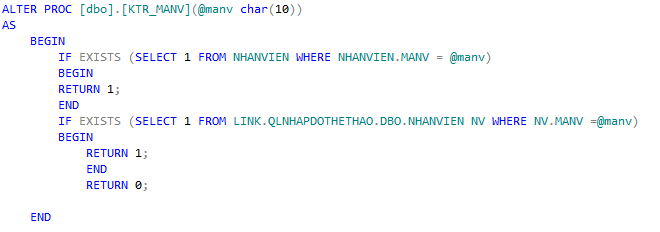 ALTER PROC [dbo].[KTR_MANV](@manv char(10))
AS
BEGIN
IF EXISTS (SELECT 1 FROM NHANVIEN WHERE NHANVIEN.MANV = @manv)
BEGIN
RETURN 1;
END
IF EXISTS (SELECT 1 FROM LINK.QLNHAPDOTHETHAO.DBO.NHANVIEN NV WHERE NV.MANV =@manv)
BEGIN
RETURN 1;
END
RETURN 0;
END